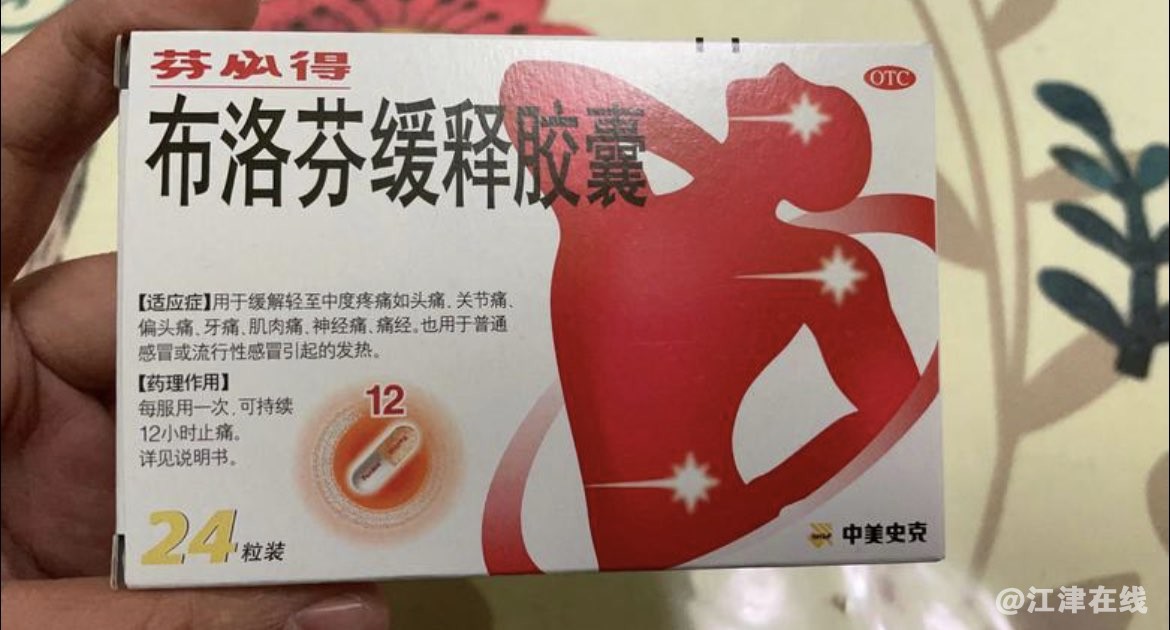 芬必得
OTC
布洛芬缓释胶囊
【适应症】用于缓解轻至中度疼痛如头痛、关节痛、
偏头痛、牙痛、肌肉痛、神经痛、痛经。也用于普通
感冒或流行性感冒引起的发热。
【药理作用】
每服用一次,可持续
12小时止痛。
详见说明书。
12
24粒装
中美史克
@江津在线